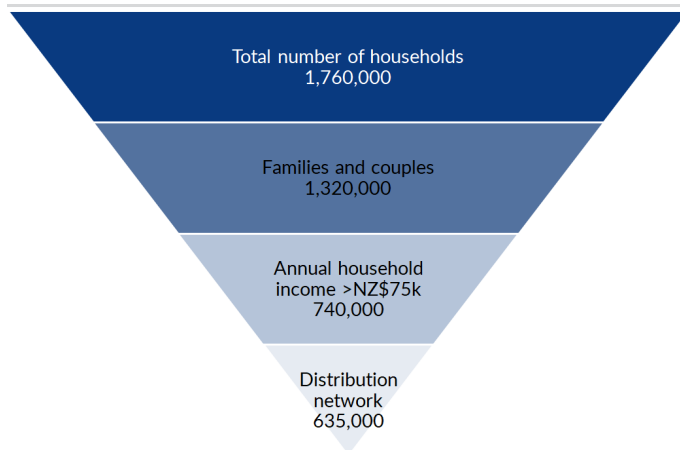 Total number of households
1,760,000
Families and couples
1,320,000
Annual household
income >NZ$75k
740,000
Distribution
network
635,000